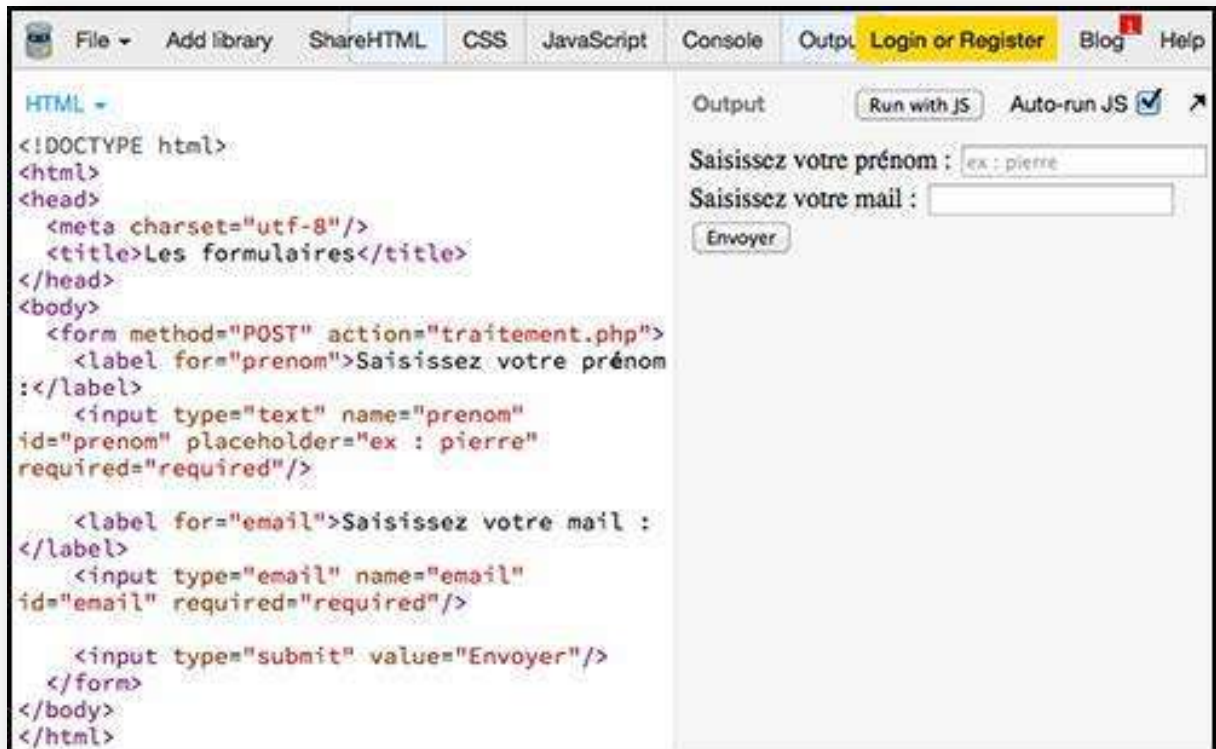 File Add library ShareHTML CSS JavaScript Console Outpu Login or Register Blog 1 Help
HTML
<!DOCTYPE html>
<html>
<head>
<meta charset="utf-8"/>
<title>Les formulaires</title>
</head>
<body>
<form method="POST" action="traitement.php">
<label for="prenom">Saisissez votre prénom
:</label>
<input type="text" name="prenom"
id="prenom" placeholder="ex : pierre"
required="required"/>
<label for="email">Saisissez votre mail :
</label>
<input type="email" name="email"
id="email" required="required"/>
<input type="submit" value="Envoyer"/>
</form>
</body>
</html>
Output Run with JS Auto-run JS
Saisissez votre prénom : ex : pierre
Saisissez votre mail :
Envoyer